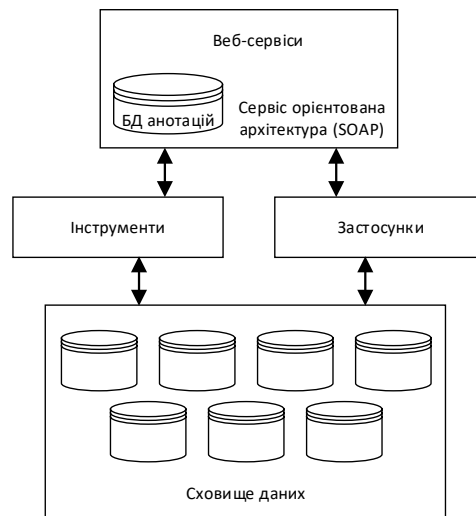 Веб-сервіси
БД анотацій
Сервіс орієнтована
архітектура (SOAP)
Інструменти
Застосунки
Сховище даних